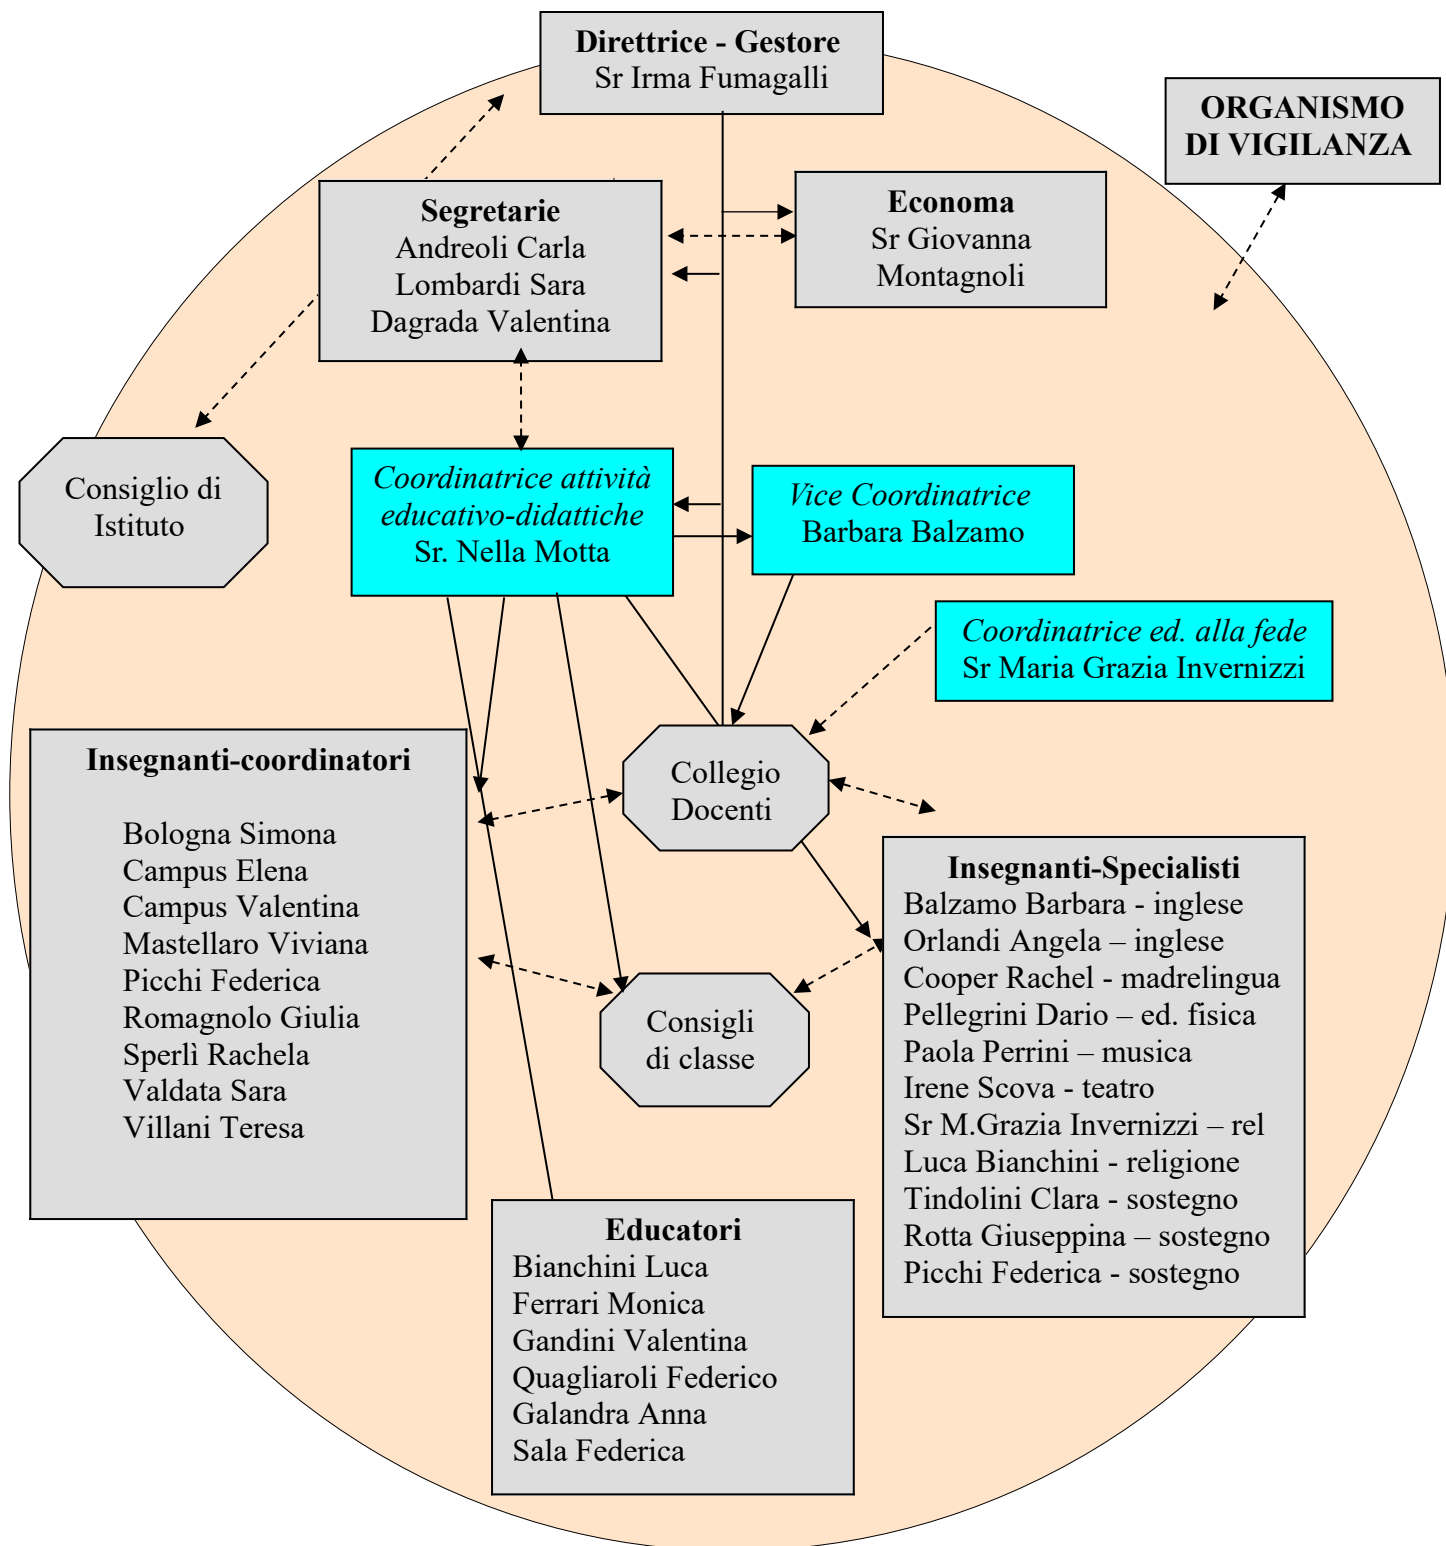 Direttrice - Gestore
Sr Irma Fumagalli
ORGANISMO
DI VIGILANZA
Segretarie
Andreoli Carla
Lombardi Sara
Dagrada Valentina
Economa
Sr Giovanna
Montagnoli
Consiglio di
Istituto
Coordinatrice attività
educativo-didattiche
Sr. Nella Motta
Vice Coordinatrice
Barbara Balzamo
Coordinatrice ed. alla fede
Sr Maria Grazia Invernizzi
Insegnanti-coordinatori
Bologna Simona
Campus Elena
Campus Valentina
Mastellaro Viviana
Picchi Federica
Romagnolo Giulia
Sperlì Rachela
Valdata Sara
Villani Teresa
Collegio
Docenti
Insegnanti-Specialisti
Balzamo Barbara - inglese
Orlandi Angela – inglese
Cooper Rachel - madrelingua
Pellegrini Dario – ed. fisica
Paola Perrini – musica
Irene Scova - teatro
Sr M.Grazia Invernizzi – rel
Luca Bianchini - religione
Tindolini Clara - sostegno
Rotta Giuseppina – sostegno
Picchi Federica - sostegno
Consigli
di classe
Educatori
Bianchini Luca
Ferrari Monica
Gandini Valentina
Quagliaroli Federico
Galandra Anna
Sala Federica